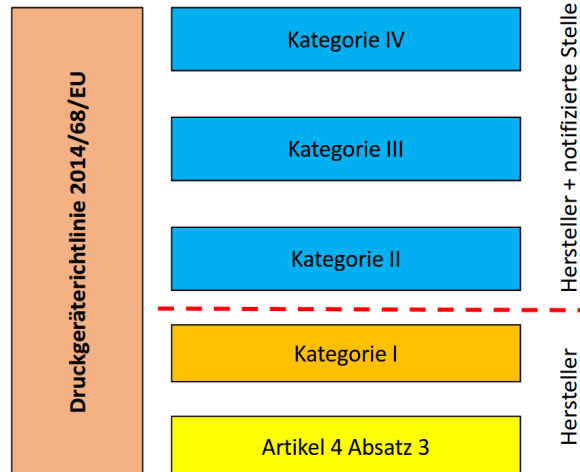 Druckgeräterichtlinie 2014/68/EU
Kategorie IV
Kategorie III
Kategorie II
Kategorie I
Artikel 4 Absatz 3
Hersteller + notifizierte Stelle
Hersteller